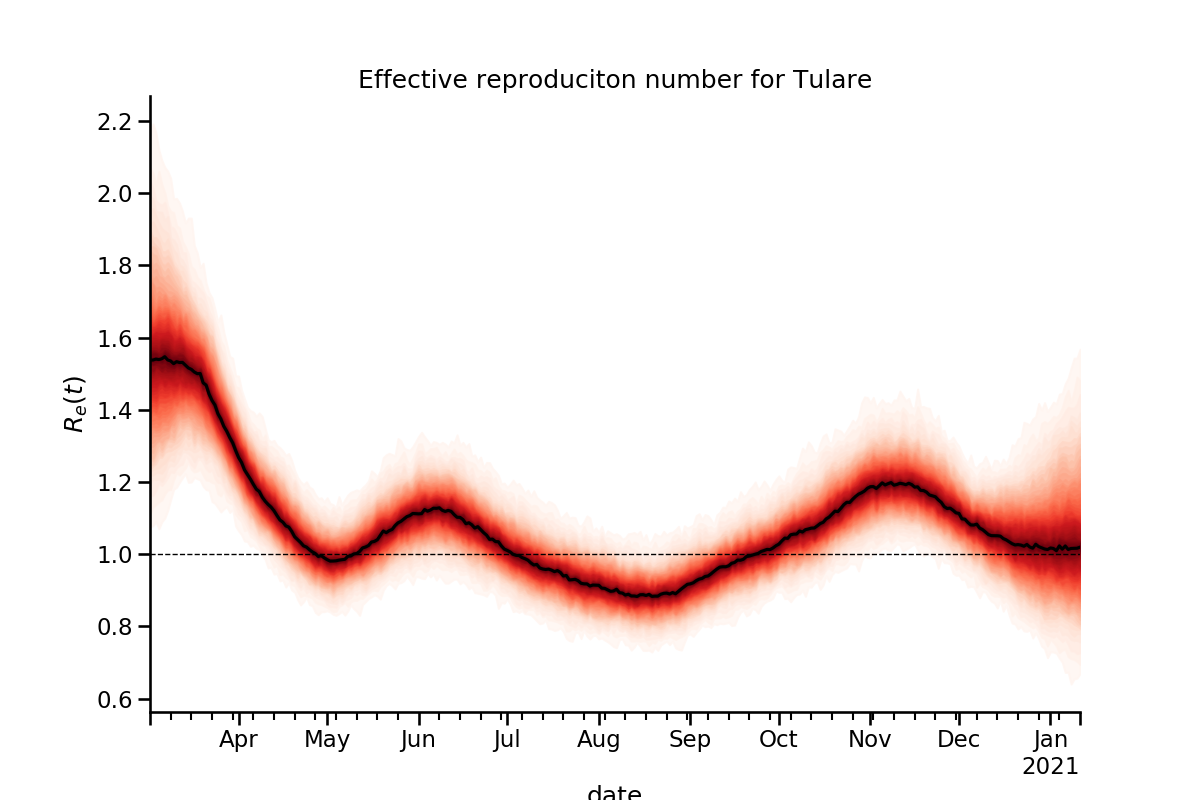 Effective reproduciton number for Tulare
2.2
2.0
1.8
1.6
1.4
1.2
1.0
0.8
0.6
Rₑ(t)
Apr May Jun Jul Aug Sep Oct Nov Dec Jan
2021
date